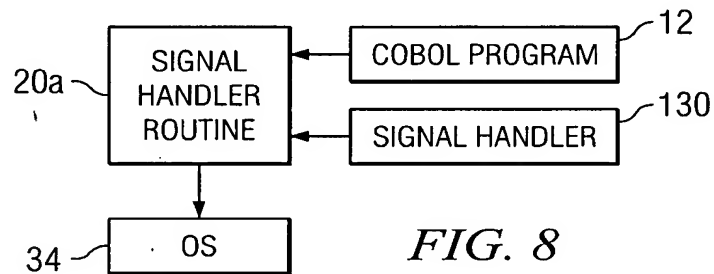 20a
SIGNAL
HANDLER
ROUTINE
COBOL PROGRAM
12
SIGNAL HANDLER
130
34
OS
FIG. 8